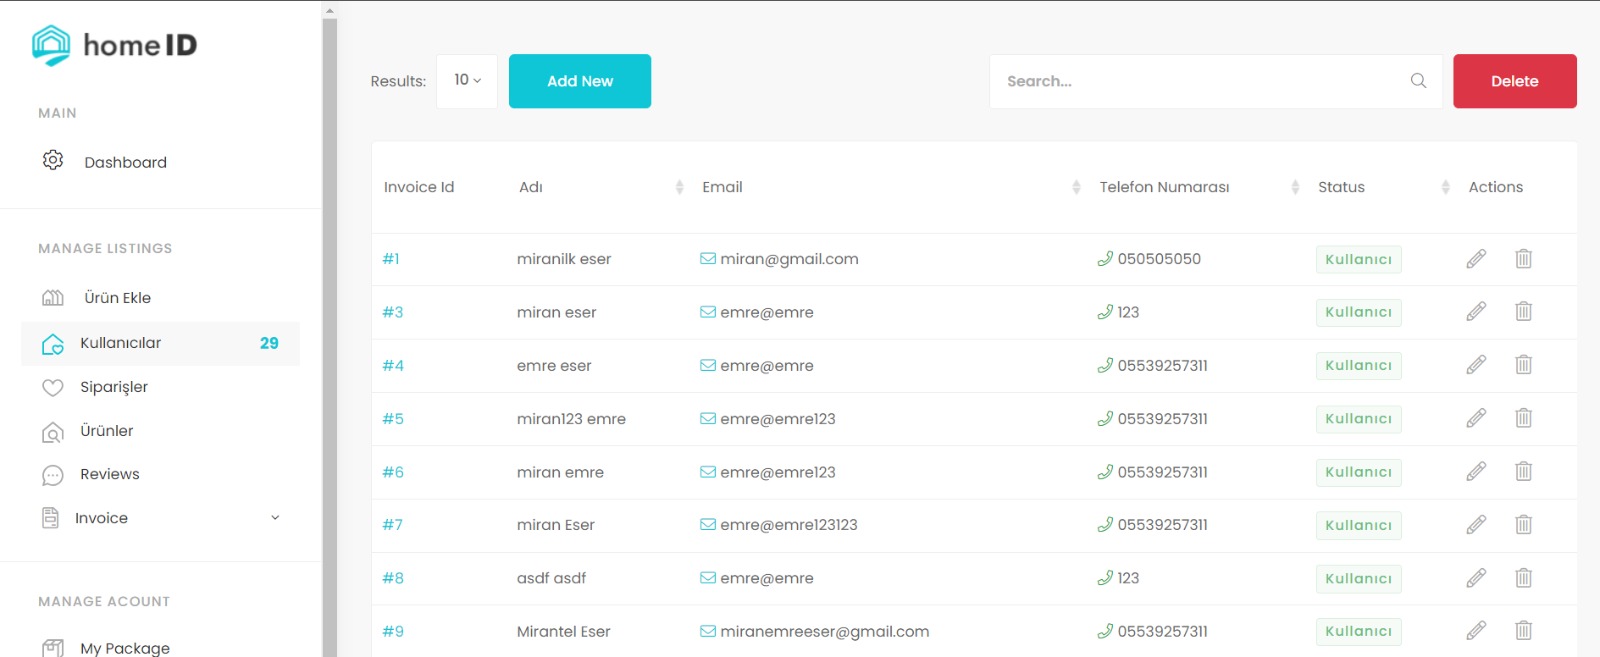 homeID
MAIN
Dashboard
MANAGE LISTINGS
Ürün Ekle
Kullanıcılar 29
Siparişler
Ürünler
Reviews
Invoice
MANAGE ACOUNT
My Package
Results: 10 Add New Search... Delete
Invoice Id Adı Email Telefon Numarası Status Actions
#1 miranilk eser miran@gmail.com 050505050 Kullanıcı
#3 miran eser emre@emre 123 Kullanıcı
#4 emre eser emre@emre 05539257311 Kullanıcı
#5 miran123 emre emre@emre123 05539257311 Kullanıcı
#6 miran emre emre@emre123 05539257311 Kullanıcı
#7 miran Eser emre@emre123123 05539257311 Kullanıcı
#8 asdf asdf emre@emre 123 Kullanıcı
#9 Mirantel Eser miranemreeser@gmail.com 05539257311 Kullanıcı